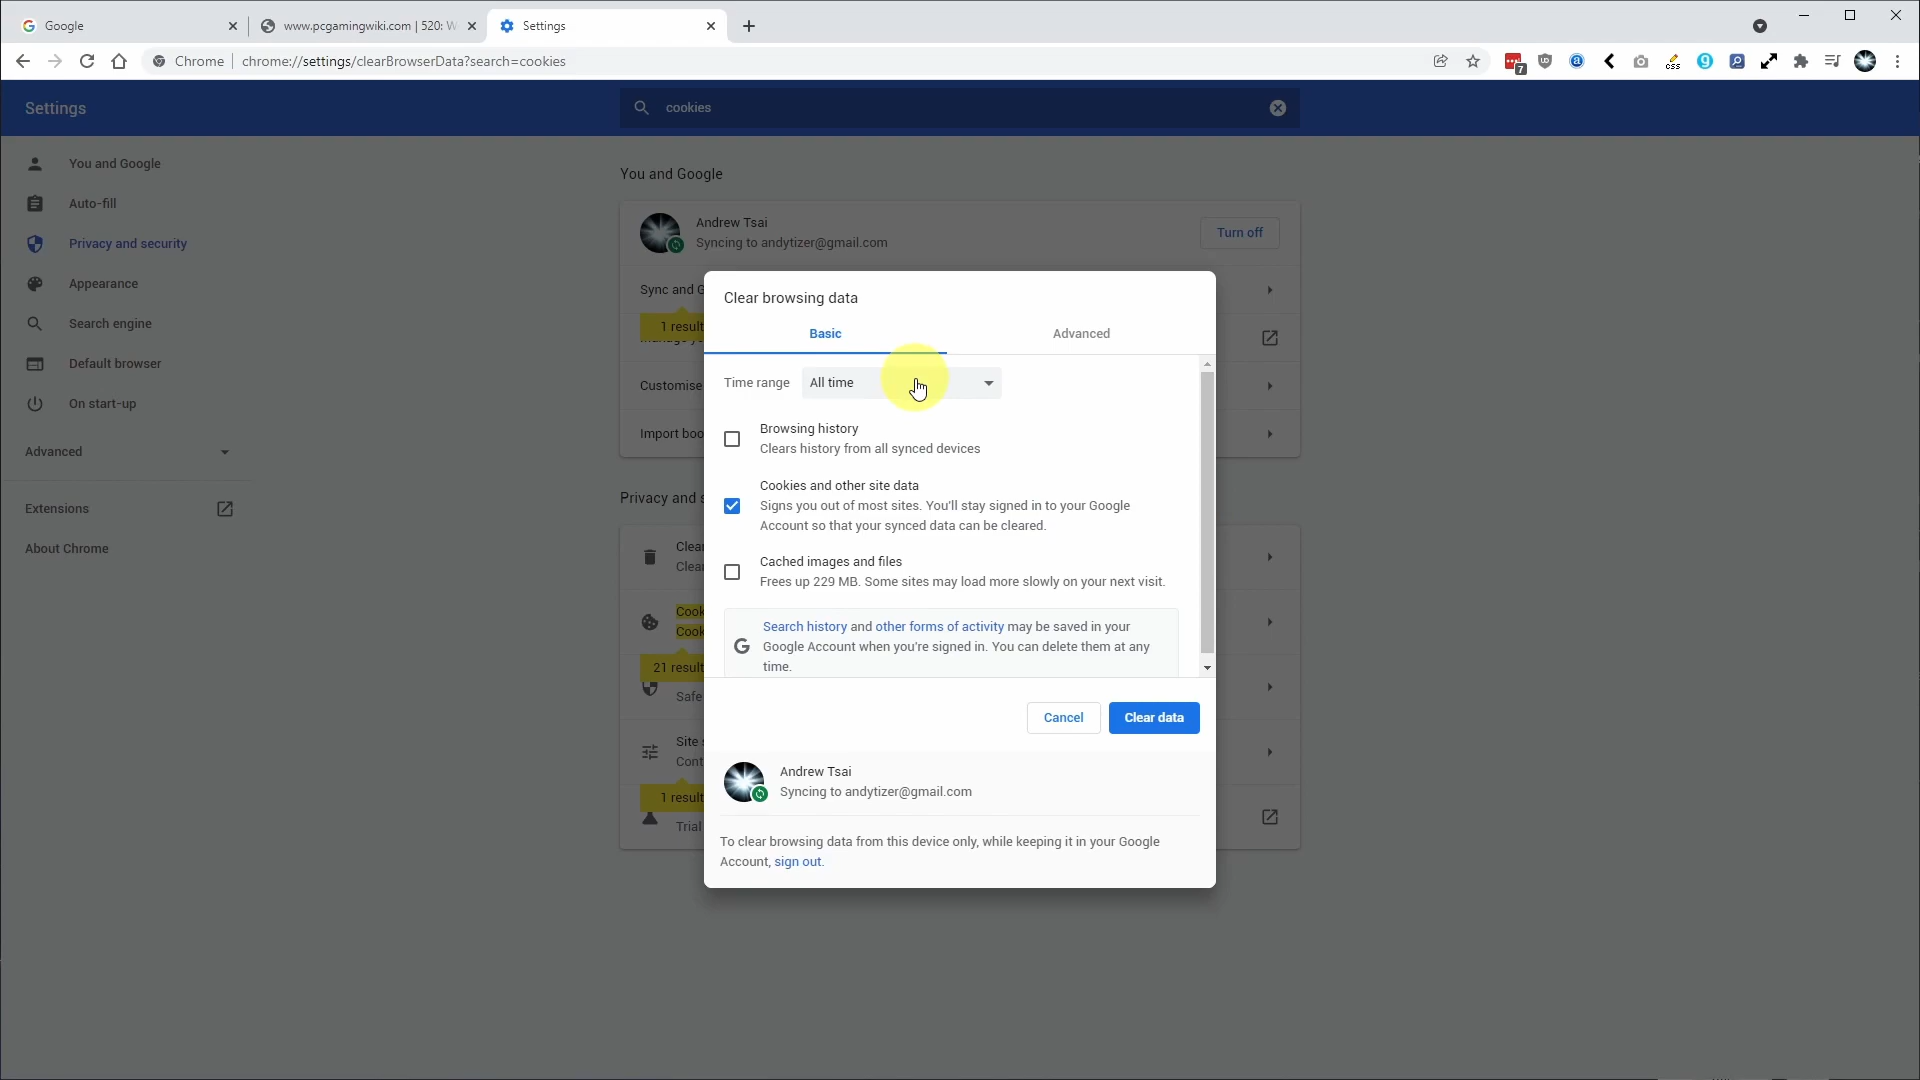 Google
www.pcgamingwiki.com | 520: W
Settings
Chrome
chrome://settings/clearBrowserData?search=cookies
7
css
Settings
cookies
You and Google
Auto-fill
Privacy and security
Appearance
Search engine
Default browser
On start-up
Advanced
Extensions
About Chrome
You and Google
Andrew Tsai
Syncing to andytizer@gmail.com
Turn off
Sync and G
1 result
Customise
Import boo
Privacy and s
Clear
Clear
Cook
Cook
21 result
Safe
Site s
Cont
1 result
Trial
Clear browsing data
Basic
Advanced
Time range
All time
Browsing history
Clears history from all synced devices
Cookies and other site data
Signs you out of most sites. You'll stay signed in to your Google
Account so that your synced data can be cleared.
Cached images and files
Frees up 229 MB. Some sites may load more slowly on your next visit.
Search history and other forms of activity may be saved in your
Google Account when you're signed in. You can delete them at any
time.
Cancel
Clear data
Andrew Tsai
Syncing to andytizer@gmail.com
To clear browsing data from this device only, while keeping it in your Google
Account, sign out.